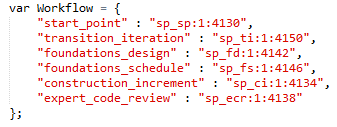 var Workflow = {
"start_point" : "sp_sp:1:4130",
"transition_iteration" : "sp_ti:1:4150",
"foundations_design" : "sp_fd:1:4142",
"foundations_schedule" : "sp_fs:1:4146",
"construction_increment" : "sp_ci:1:4134",
"expert_code_review" : "sp_ecr:1:4138"
};